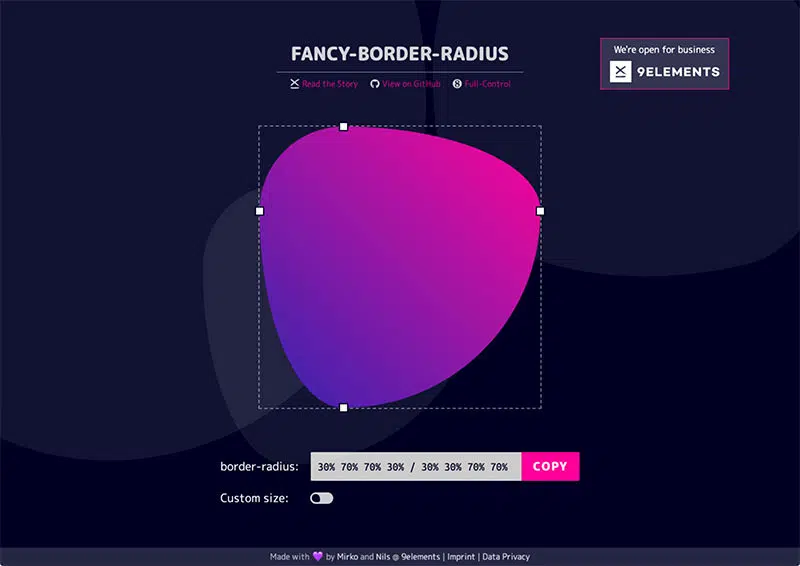 FANCY-BORDER-RADIUS
Read the Story View on GitHub Full-Control
We're open for business
9ELEMENTS
border-radius: 30% 70% 70% 30% / 30% 30% 70% 70% COPY
Custom size:
Made with 💜 by Mirko and Nils @ 9elements | Imprint | Data Privacy